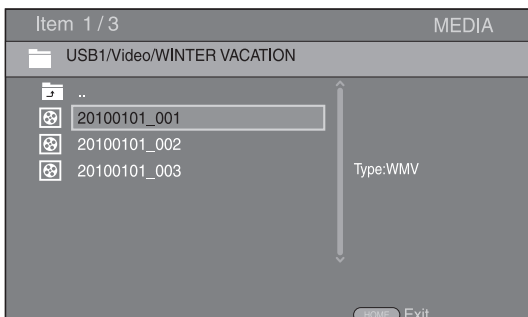 Item 1/3
MEDIA
USB1/Video/WINTER VACATION
..
20100101_001
20100101_002
20100101_003
Type:WMV
HOME Exit